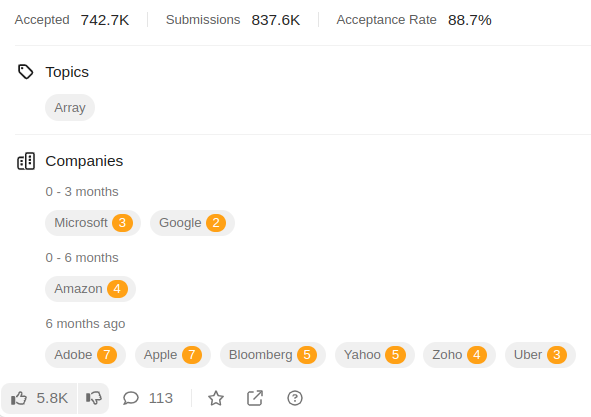 Accepted 742.7K Submissions 837.6K Acceptance Rate 88.7%
Topics
Array
Companies
0 - 3 months
Microsoft 3 Google 2
0 - 6 months
Amazon 4
6 months ago
Adobe 7 Apple 7 Bloomberg 5 Yahoo 5 Zoho 4 Uber 3
5.8K 113